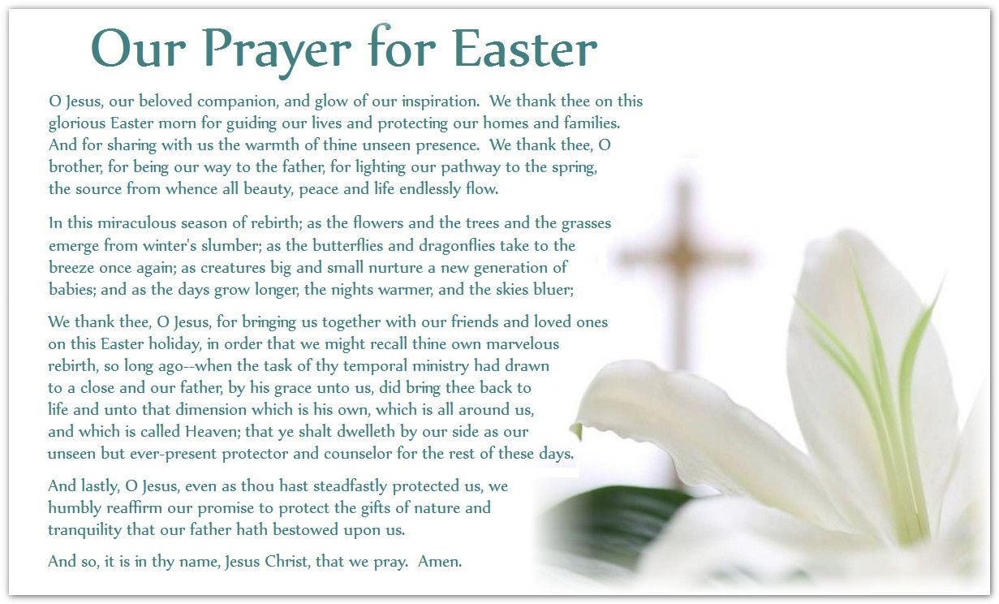 Our Prayer for Easter
O Jesus, our beloved companion, and glow of our inspiration.  We thank thee on this
glorious Easter morn for guiding our lives and protecting our homes and families.
And for sharing with us the warmth of thine unseen presence.  We thank thee, O
brother, for being our way to the father, for lighting our pathway to the spring,
the source from whence all beauty, peace and life endlessly flow.
In this miraculous season of rebirth; as the flowers and the trees and the grasses
emerge from winter's slumber; as the butterflies and dragonflies take to the
breeze once again; as creatures big and small nurture a new generation of
babies; and as the days grow longer, the nights warmer, and the skies bluer;
We thank thee, O Jesus, for bringing us together with our friends and loved ones
on this Easter holiday, in order that we might recall thine own marvelous
rebirth, so long ago--when the task of thy temporal ministry had drawn
to a close and our father, by his grace unto us, did bring thee back to
life and unto that dimension which is his own, which is all around us,
and which is called Heaven; that ye shalt dwelleth by our side as our
unseen but ever-present protector and counselor for the rest of these days.
And lastly, O Jesus, even as thou hast steadfastly protected us, we
humbly reaffirm our promise to protect the gifts of nature and
tranquility that our father hath bestowed upon us.
And so, it is in thy name, Jesus Christ, that we pray.  Amen.